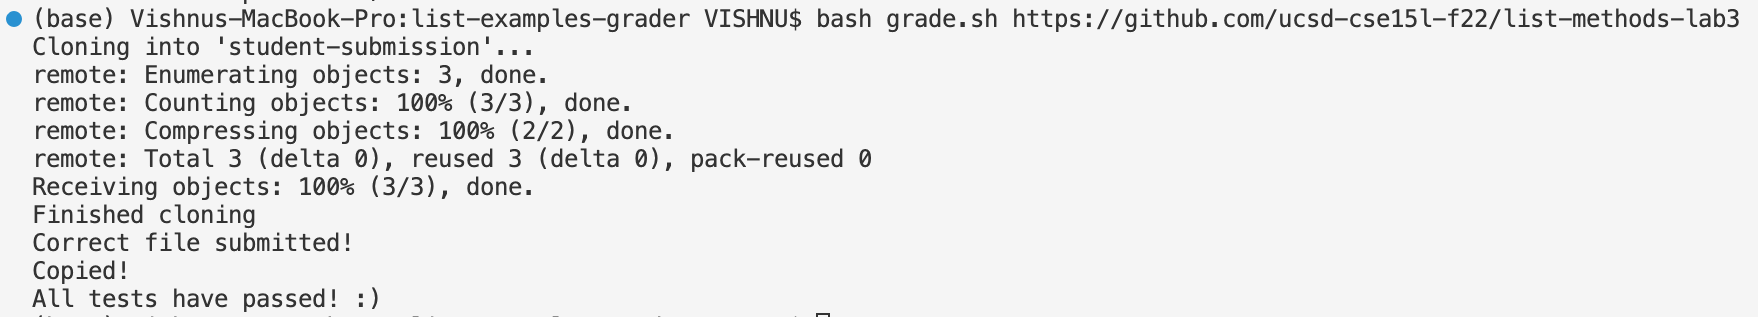 (base) Vishnus-MacBook-Pro:list-examples-grader VISHNU$ bash grade.sh https://github.com/ucsd-cse15l-f22/list-methods-lab3
Cloning into 'student-submission'...
remote: Enumerating objects: 3, done.
remote: Counting objects: 100% (3/3), done.
remote: Compressing objects: 100% (2/2), done.
remote: Total 3 (delta 0), reused 3 (delta 0), pack-reused 0
Receiving objects: 100% (3/3), done.
Finished cloning
Correct file submitted!
Copied!
All tests have passed! :)